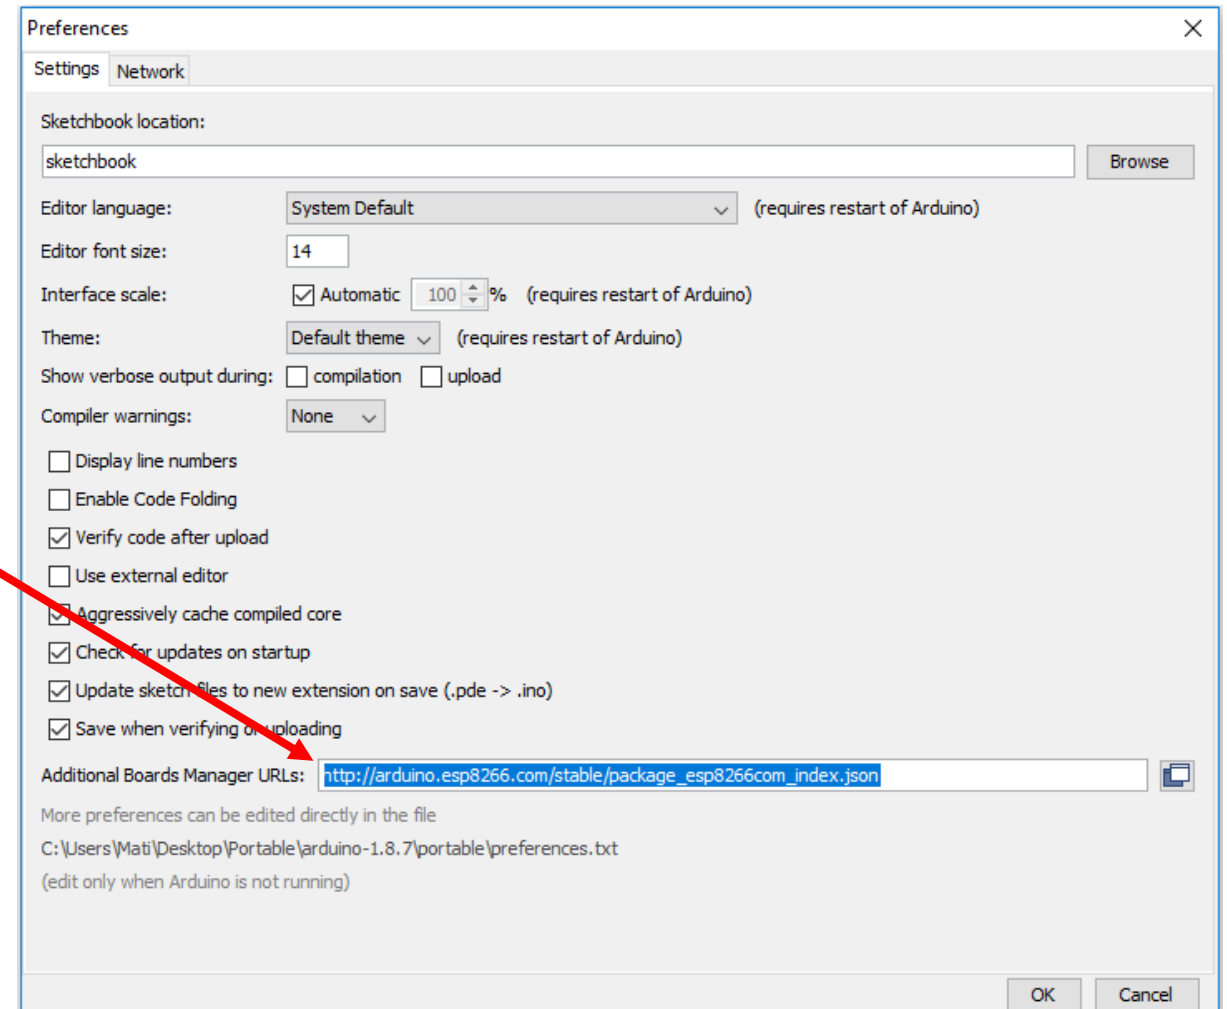 Preferences
Settings Network
Sketchbook location:
sketchbook Browse
Editor language: System Default (requires restart of Arduino)
Editor font size: 14
Interface scale: Automatic 100 % (requires restart of Arduino)
Theme: Default theme (requires restart of Arduino)
Show verbose output during: compilation upload
Compiler warnings: None
Display line numbers
Enable Code Folding
Verify code after upload
Use external editor
Aggressively cache compiled core
Check for updates on startup
Update sketch files to new extension on save (.pde -> .ino)
Save when verifying or uploading
Additional Boards Manager URLs: http://arduino.esp8266.com/stable/package_esp8266com_index.json
More preferences can be edited directly in the file
C:\Users\Mati\Desktop\Portable\arduino-1.8.7\portable\preferences.txt
(edit only when Arduino is not running)
OK Cancel